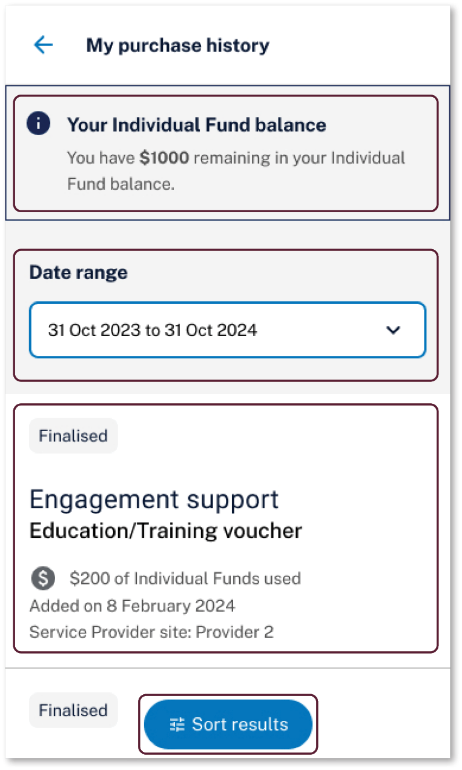 My purchase history
Your Individual Fund balance
You have $1000 remaining in your Individual
Fund balance.
Date range
31 Oct 2023 to 31 Oct 2024
Finalised
Engagement support
Education/Training voucher
$200 of Individual Funds used
Added on 8 February 2024
Service Provider site: Provider 2
Finalised
Sort results